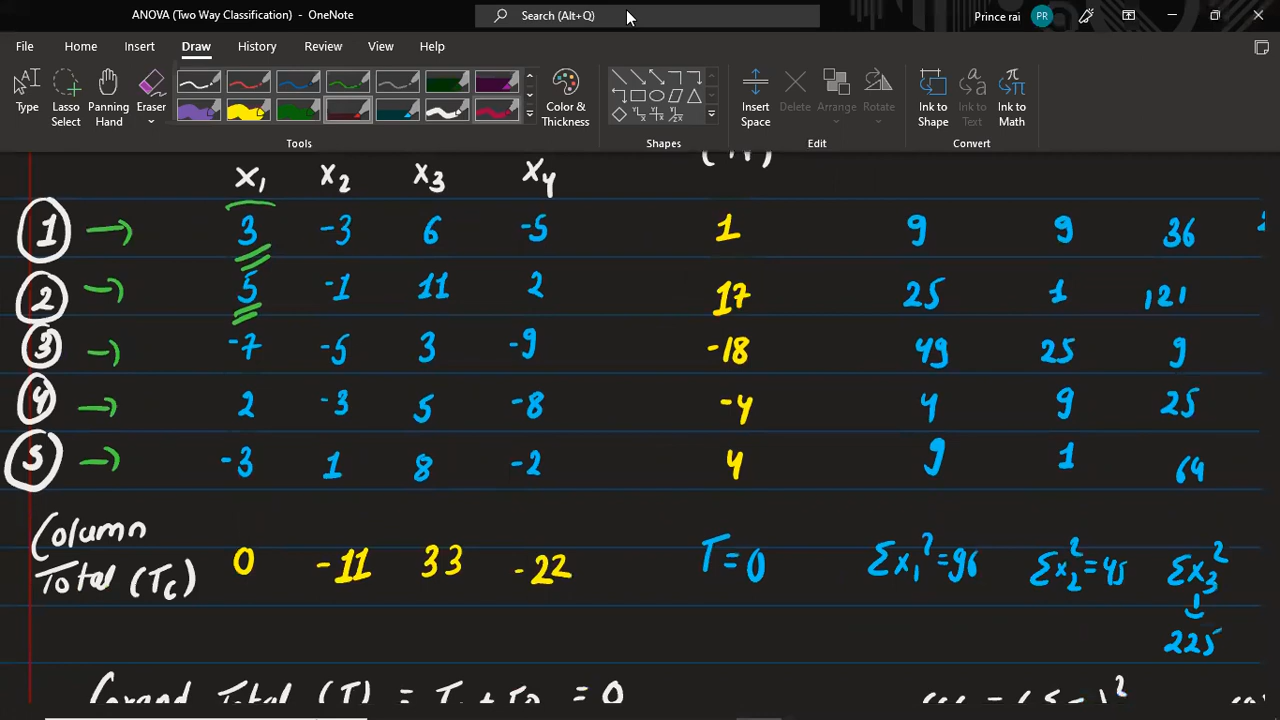 ANOVA (Two Way Classification) - OneNote
Search (Alt+Q)
Prince rai
PR
File Home Insert Draw History Review View Help
Type
Lasso Select
Panning Hand
Eraser
Color & Thickness
Insert Space
Delete
Arrange
Rotate
Ink to Shape
Ink to Text
Ink to Math
Tools
Shapes
Edit
Convert
x₁ x₂ x₃ x₄
① → 3 -3 6 -5 1 9 9 36
② → 5 -1 11 2 17 25 1 121
③ → -7 -5 3 -9 -18 49 25 9
④ → 2 -3 5 -8 -4 4 9 25
⑤ → -3 1 8 -2 4 9 1 64
Column
Total (Tc) 0 -11 33 -22 T = 0 Σx₁² = 96 Σx₂² = 45 Σx₃²
225
Grand Total (T) = = 0